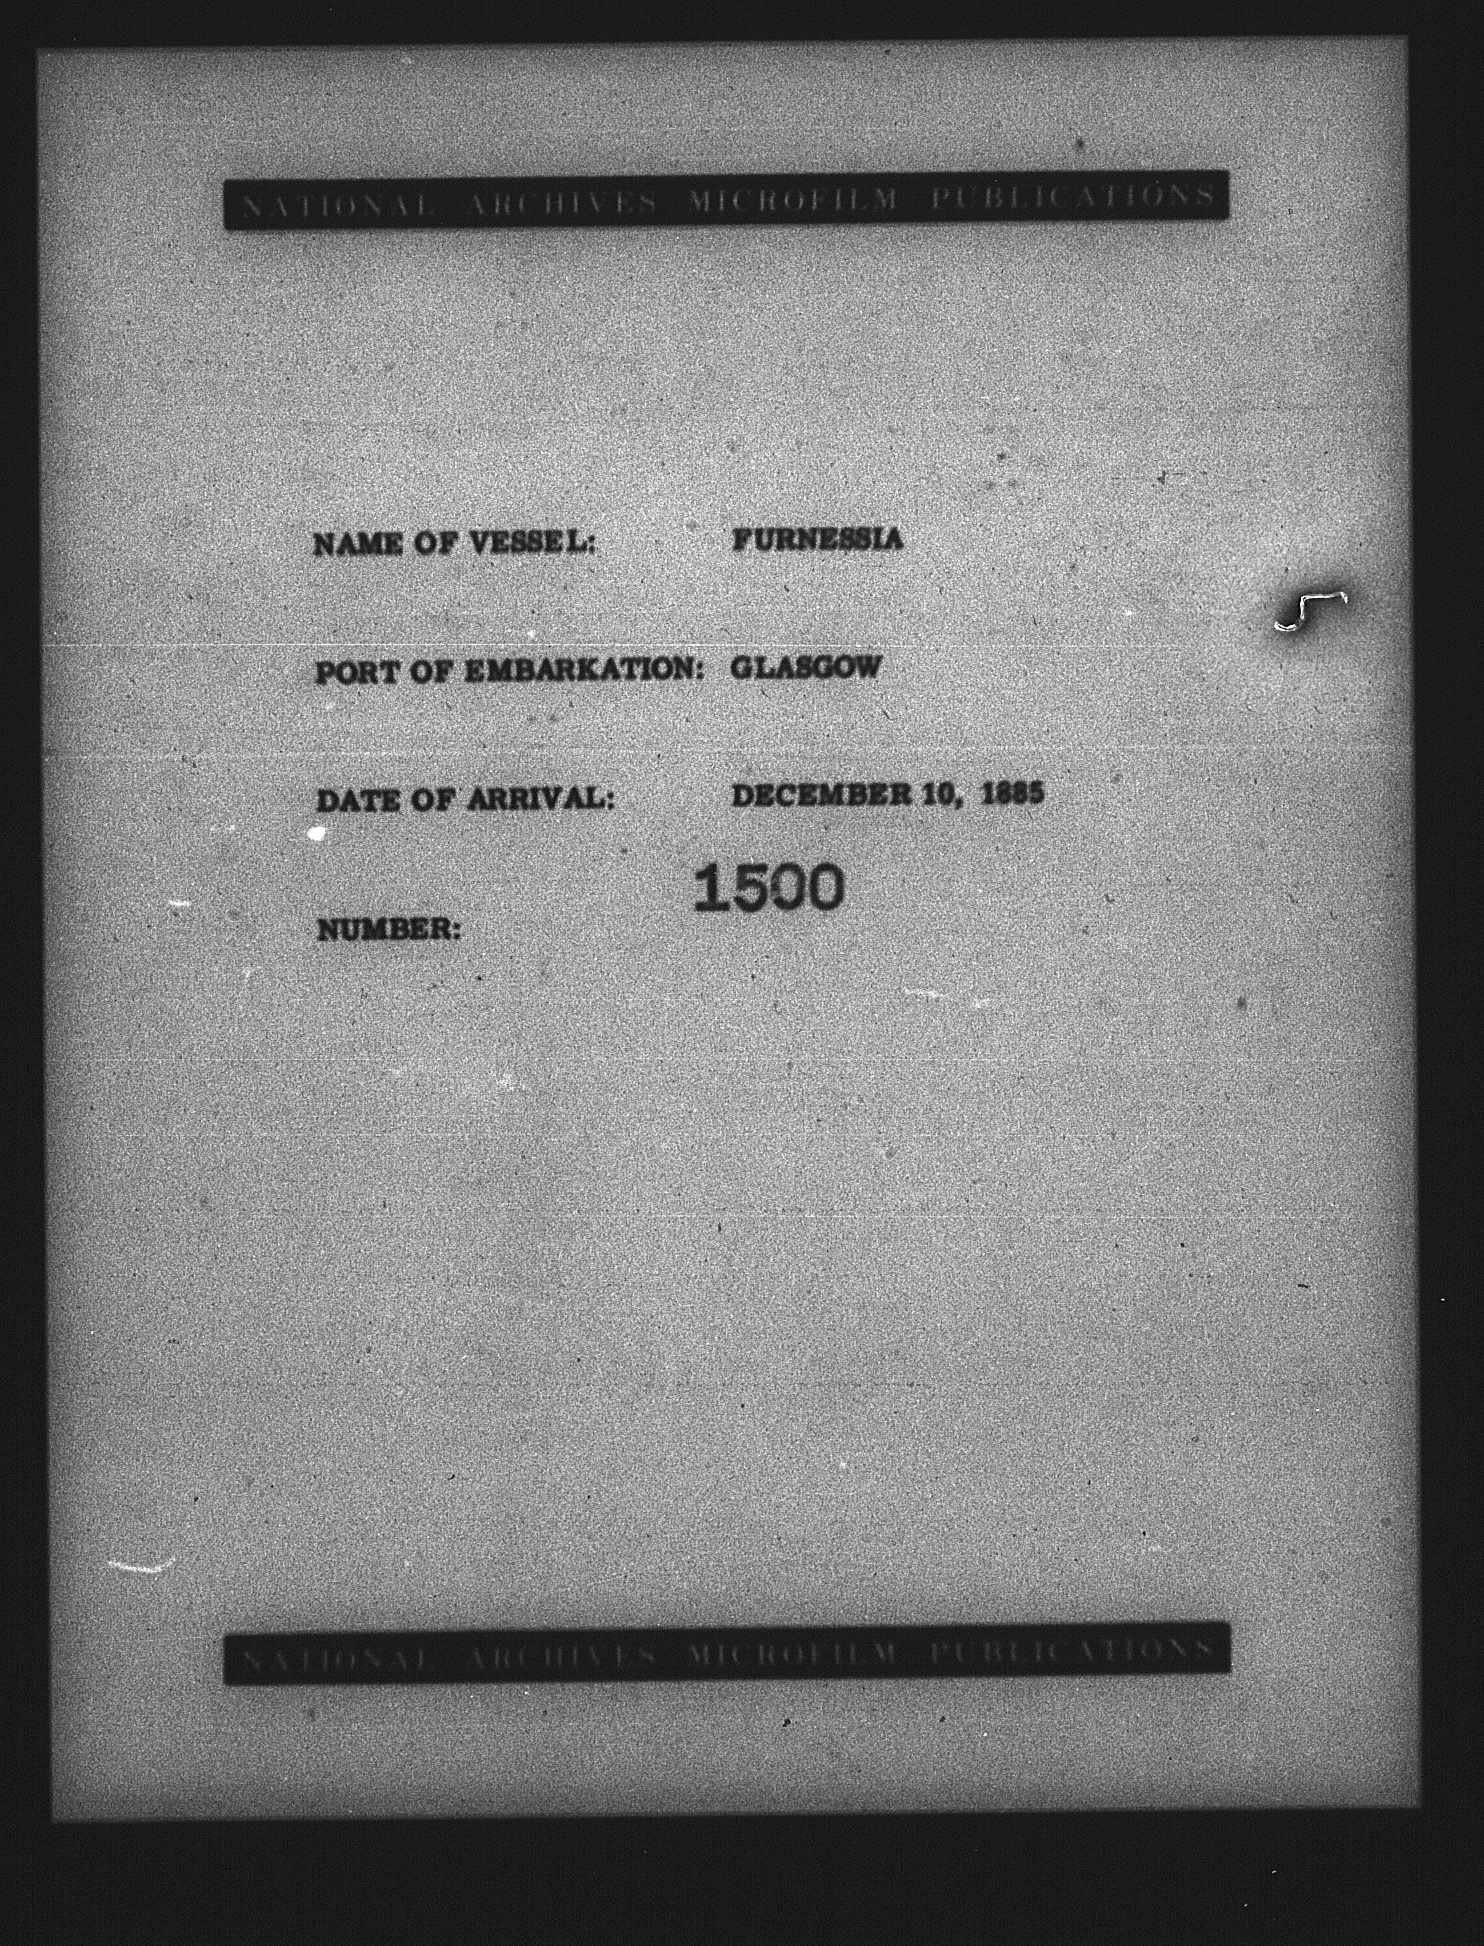 NATIONAL ARCHIVES MICROFILM PUBLICATIONS
NAME OF VESSEL: FURNESSIA
PORT OF EMBARKATION: GLASGOW
DATE OF ARRIVAL: DECEMBER 10, 1885
1500
NUMBER:
NATIONAL ARCHIVES MICROFILM PUBLICATIONS